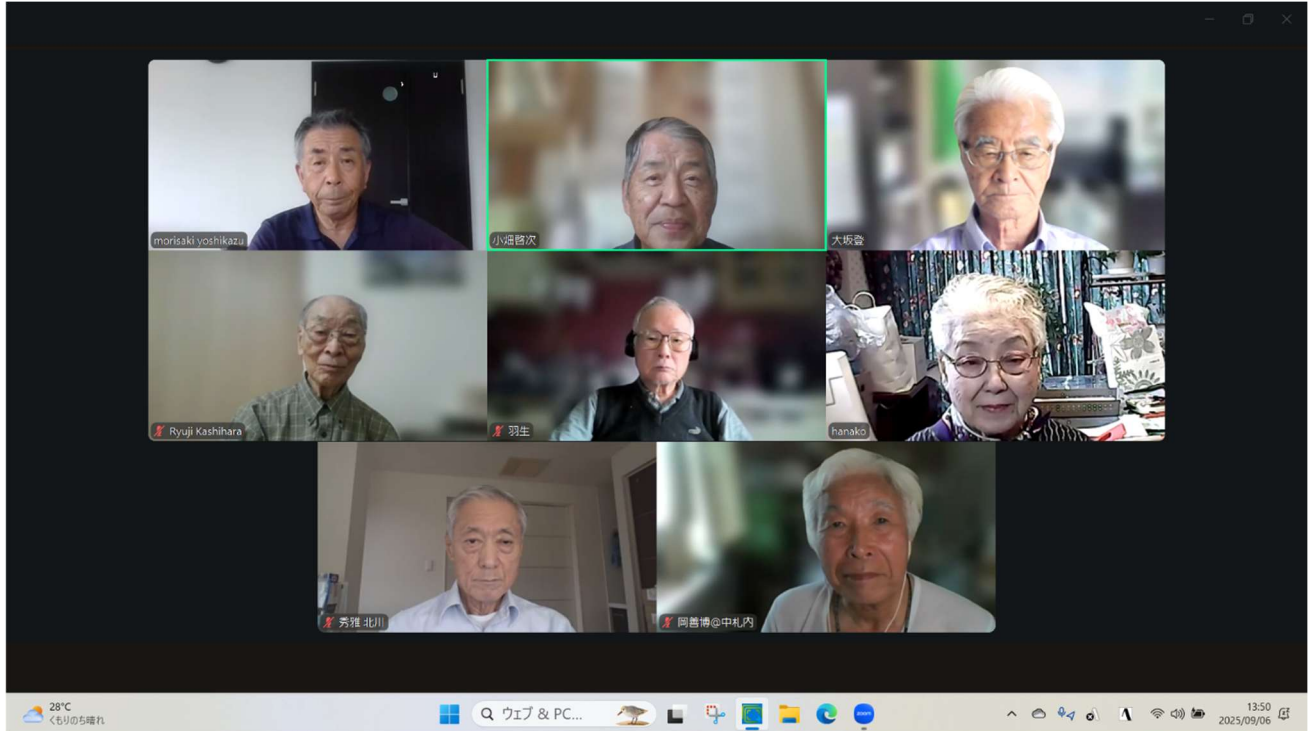 morisaki yoshikazu
小畑啓次
大坂登
Ryuji Kashihara
羽生
hanako
秀雅 北川
岡善博@中札内
28°C
くもりのち晴れ
ウェブ & PC...
zoom
A
13:50
2025/09/06